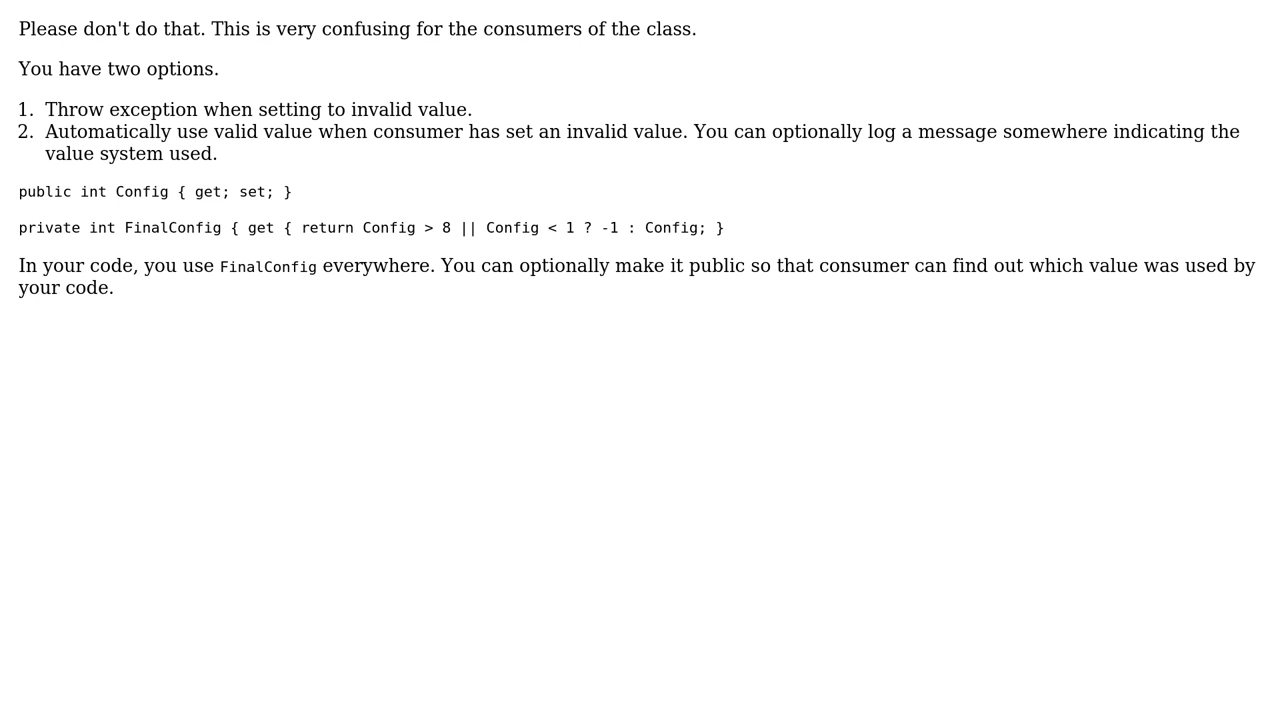 Please don't do that. This is very confusing for the consumers of the class.
You have two options.
1. Throw exception when setting to invalid value.
2. Automatically use valid value when consumer has set an invalid value. You can optionally log a message somewhere indicating the
value system used.
public int Config { get; set; }
private int FinalConfig { get { return Config > 8 || Config < 1 ? -1 : Config; }
In your code, you use FinalConfig everywhere. You can optionally make it public so that consumer can find out which value was used by
your code.